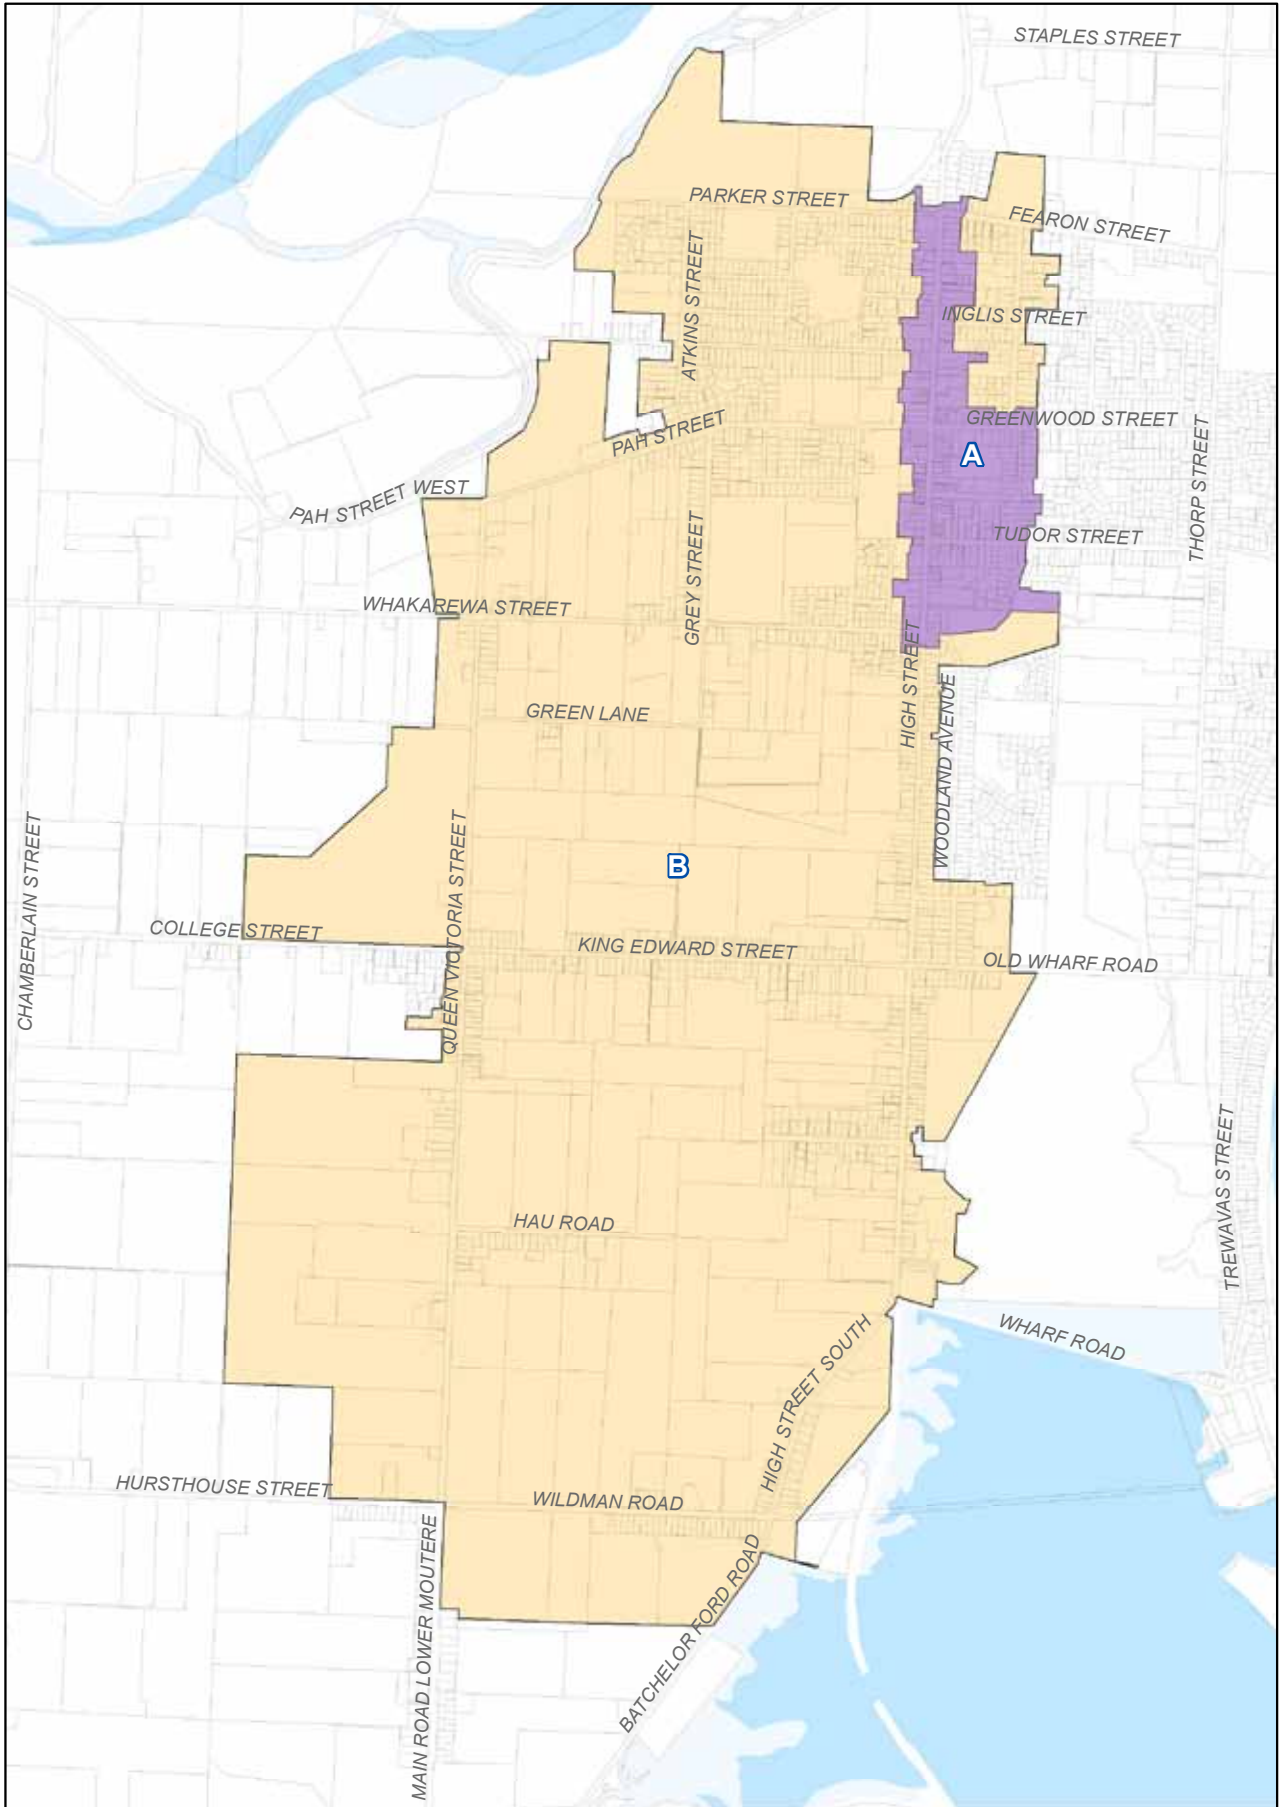 STAPLES STREET
PARKER STREET
FEARON STREET
ATKINS STREET
INGLIS STREET
GREENWOOD STREET
PAH STREET
A
THORP STREET
PAH STREET WEST
TUDOR STREET
GREY STREET
WHAKAREWA STREET
HIGH STREET
GREEN LANE
WOODLAND AVENUE
B
CHAMBERLAIN STREET
QUEEN VICTORIA STREET
COLLEGE STREET
KING EDWARD STREET
OLD WHARF ROAD
TREWAVAS STREET
HAU ROAD
WHARF ROAD
HIGH STREET SOUTH
HURSTHOUSE STREET
WILDMAN ROAD
MAIN ROAD LOWER MOUTERE
BATCHELOR FORD ROAD